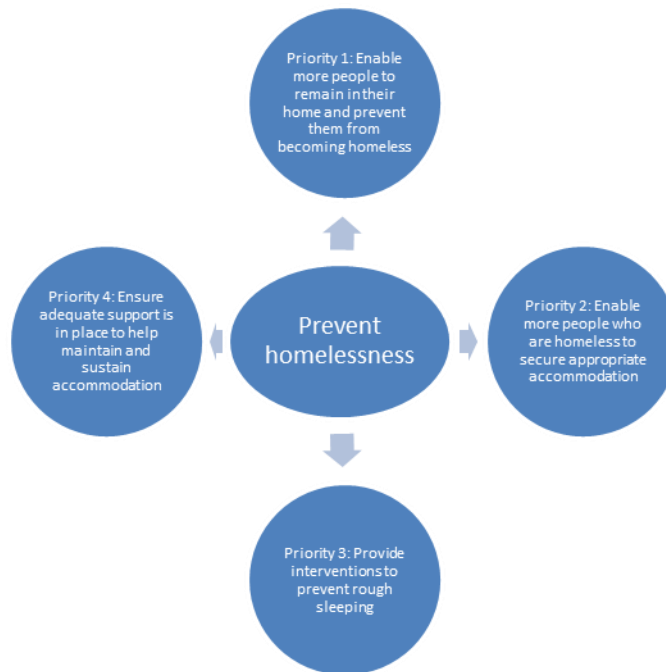 Priority 1: Enable
more people to
remain in their
home and prevent
them from
becoming homeless
Priority 4: Ensure
adequate support is
in place to help
maintain and
sustain
accommodation
Prevent
homelessness
Priority 2: Enable
more people who
are homeless to
secure appropriate
accommodation
Priority 3: Provide
interventions to
prevent rough
sleeping